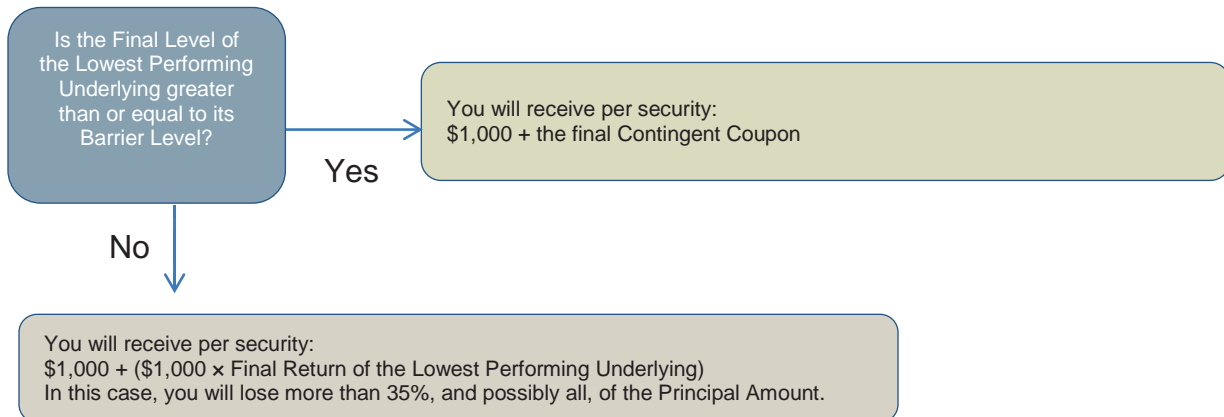 Is the Final Level of
the Lowest Performing
Underlying greater
than or equal to its
Barrier Level?
You will receive per security:
$1,000 + the final Contingent Coupon
Yes
No
You will receive per security:
$1,000 + ($1,000 × Final Return of the Lowest Performing Underlying)
In this case, you will lose more than 35%, and possibly all, of the Principal Amount.